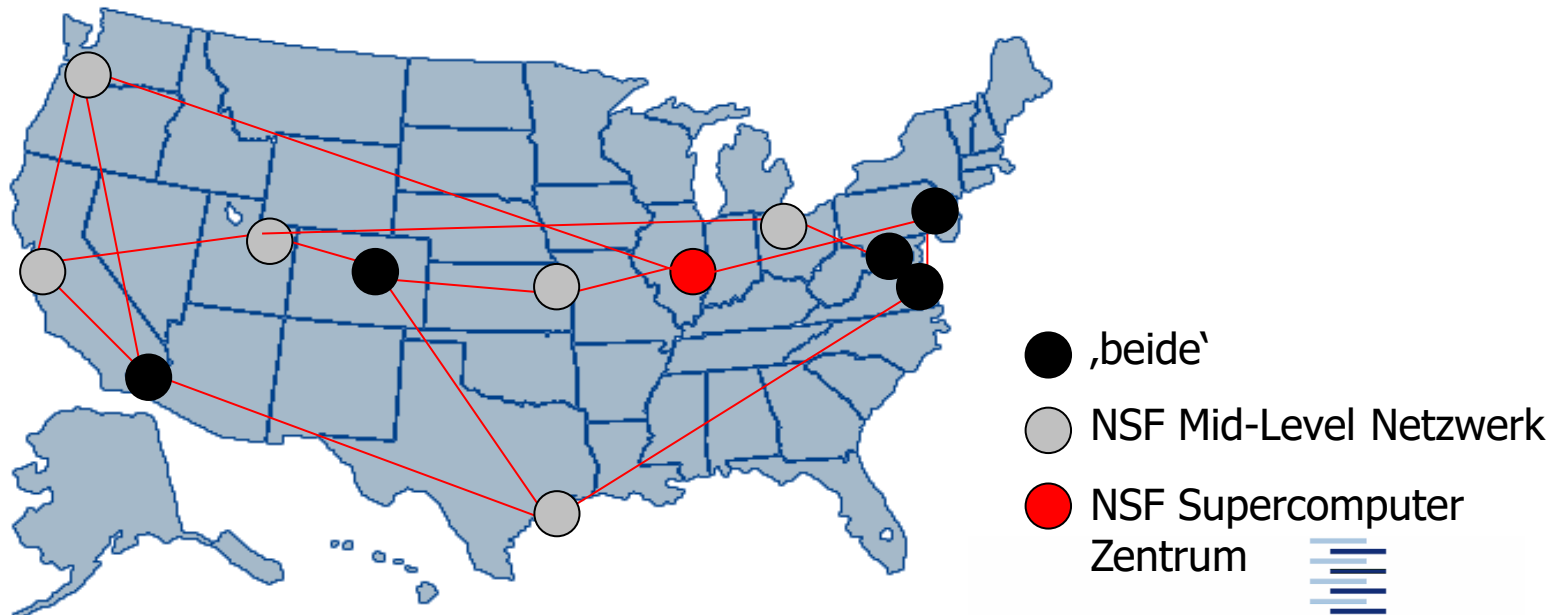 ‚beide‘
NSF Mid-Level Netzwerk
NSF Supercomputer
Zentrum